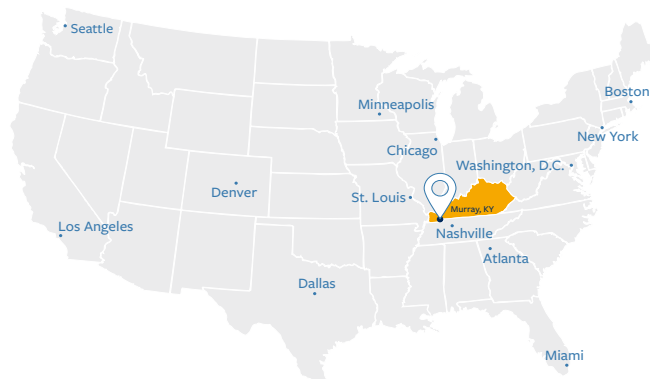 Seattle
Boston
Minneapolis
New York
Chicago
Washington, D.C.
Denver
St. Louis
Murray, KY
Los Angeles
Nashville
Atlanta
Dallas
Miami